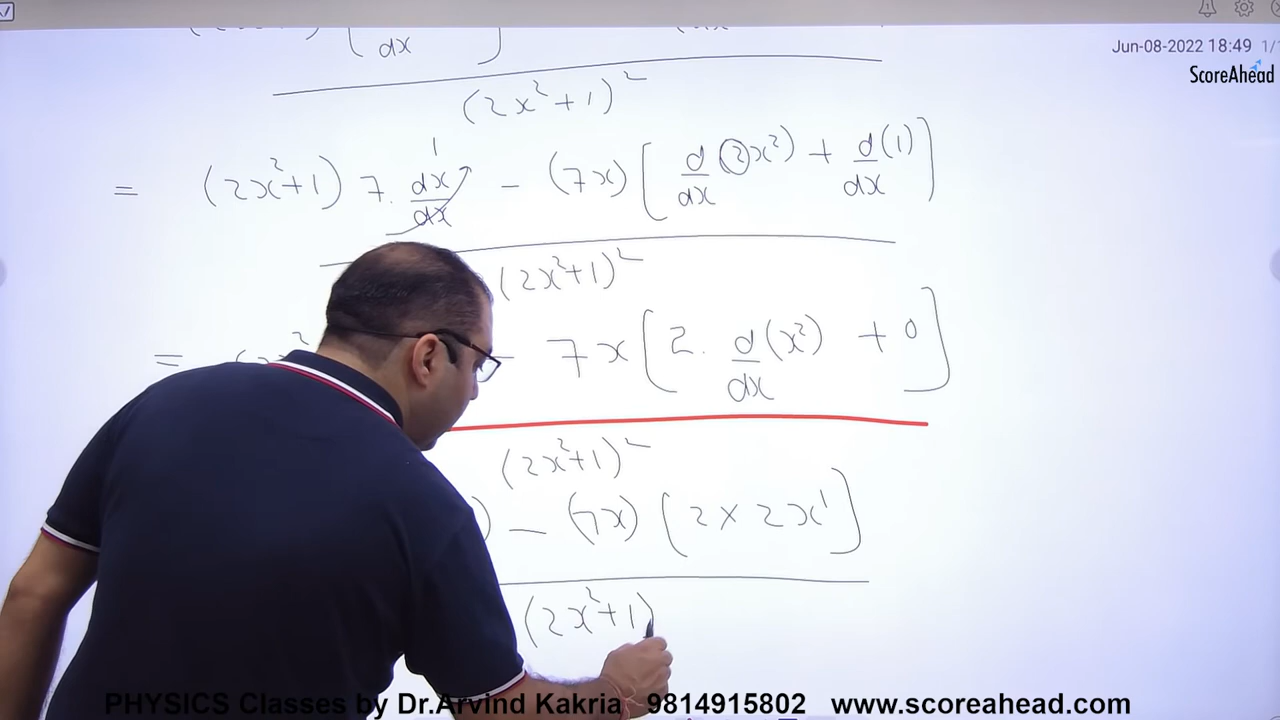 Jun-08-2022 18:49 1/
ScoreAhead
dx
(2x²+1)²
= (2x²+1) 7. dx/dx 1 - (7x) [d/dx (2x²) + d(1)/dx]
(2x²+1)²
= - 7x [2. d/dx (x²) + 0]
(2x²+1)²
) - (7x) [2 × 2x¹]
(2x²+1)
PHYSICS Classes by Dr.Arvind Kakria 9814915802 www.scoreahead.com